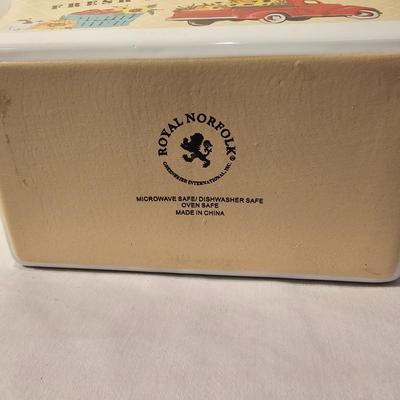 FRESH
ROYAL NORFOLK
GREENBRIER INTERNATIONAL, INC. ®
MICROWAVE SAFE/ DISHWASHER SAFE
OVEN SAFE
MADE IN CHINA